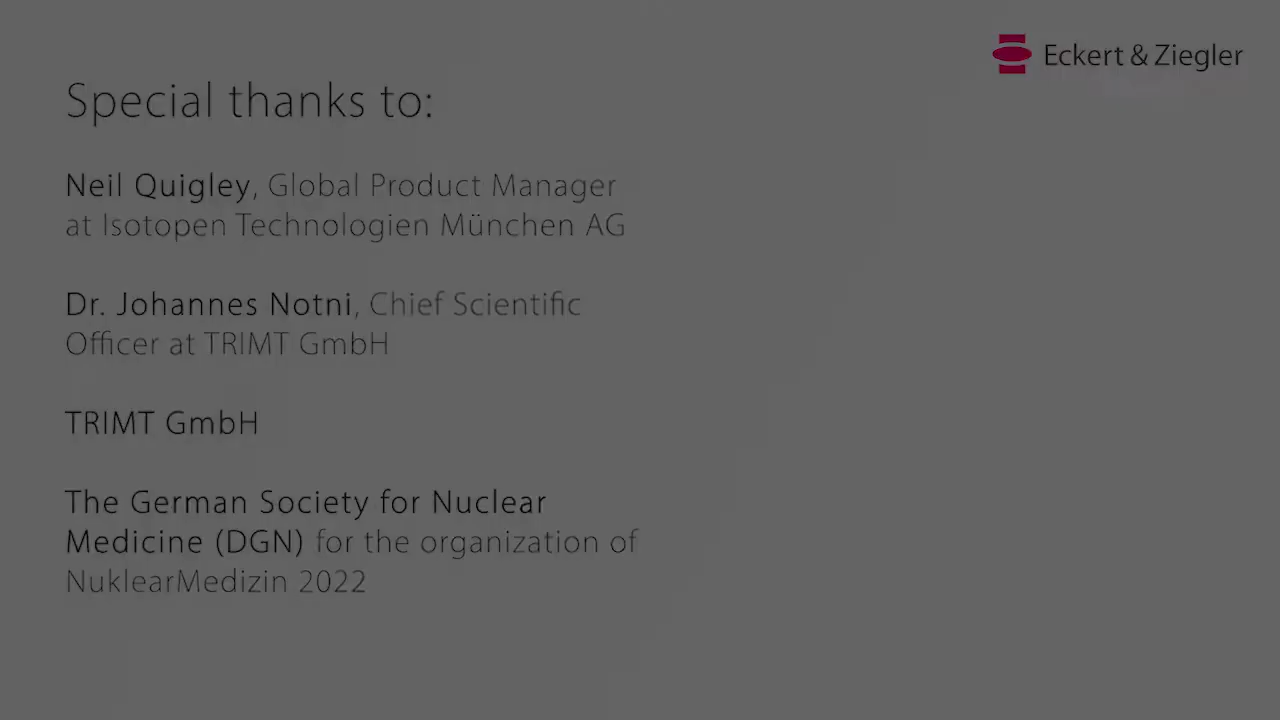 Eckert & Ziegler
Special thanks to:
Neil Quigley, Global Product Manager
at Isotopen Technologien München AG
Dr. Johannes Notni, Chief Scientific
Officer at TRIMT GmbH
TRIMT GmbH
The German Society for Nuclear
Medicine (DGN) for the organization of
NuklearMedizin 2022